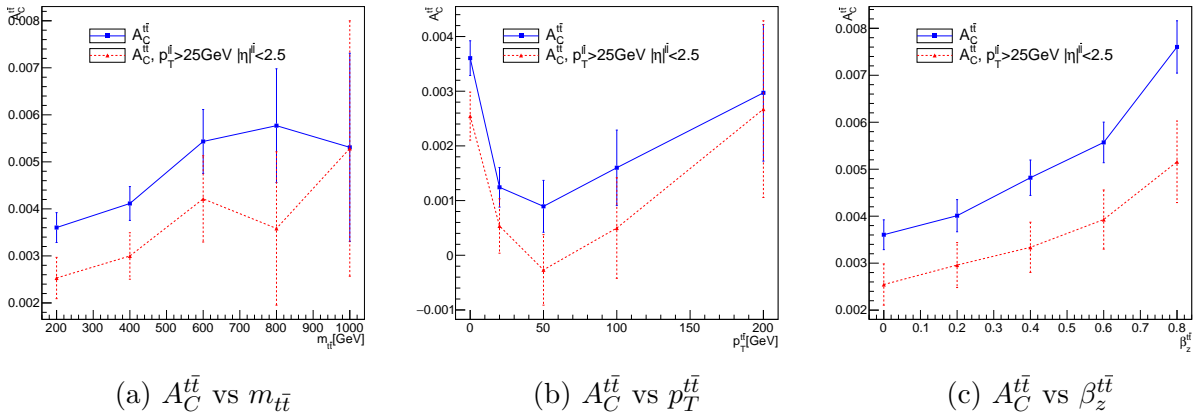 A_C^{tt̄}
0.008
0.007
0.006
0.005
0.004
0.003
0.002
A_C^{tt̄}
A_C^{tt̄}, p_T^{ll̄}>25GeV |η|^{ll̄}<2.5
200 300 400 500 600 700 800 900 1000
m_{tt̄}[GeV]
(a) A_C^{tt̄} vs m_{tt̄}
A_C^{tt̄}
0.004
0.003
0.002
0.001
0
−0.001
A_C^{tt̄}
A_C^{tt̄}, p_T^{ll̄}>25GeV |η|^{ll̄}<2.5
0 50 100 150 200
p_T^{tt̄}[GeV]
(b) A_C^{tt̄} vs p_T^{tt̄}
A_C^{tt̄}
0.008
0.007
0.006
0.005
0.004
0.003
0.002
A_C^{tt̄}
A_C^{tt̄}, p_T^{ll̄}>25GeV |η|^{ll̄}<2.5
0 0.1 0.2 0.3 0.4 0.5 0.6 0.7 0.8
β_z^{tt̄}
(c) A_C^{tt̄} vs β_z^{tt̄}